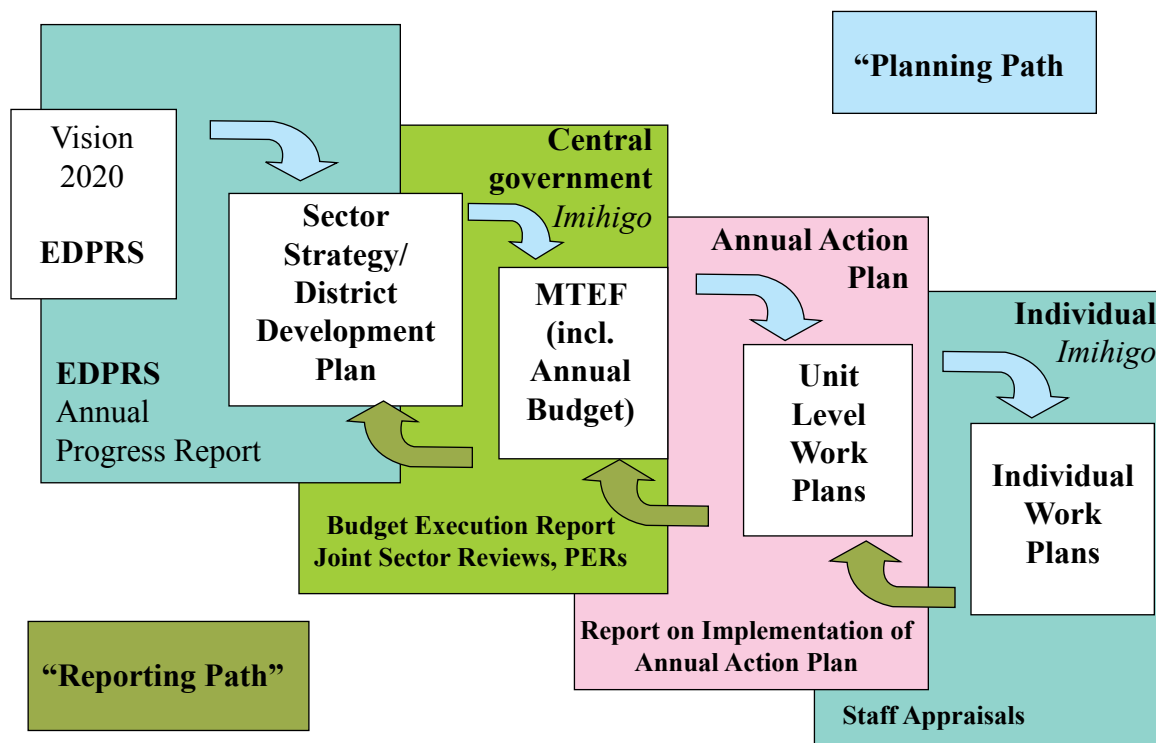 “Planning Path
Vision
2020
EDPRS
Central
government
Imihigo
Sector
Strategy/
District
Development
Plan
Annual Action
Plan
MTEF
(incl.
Annual
Budget)
Individual
Imihigo
Unit
Level
Work
Plans
EDPRS
Annual
Progress Report
Individual
Work
Plans
Budget Execution Report
Joint Sector Reviews, PERs
Report on Implementation of
Annual Action Plan
“Reporting Path”
Staff Appraisals